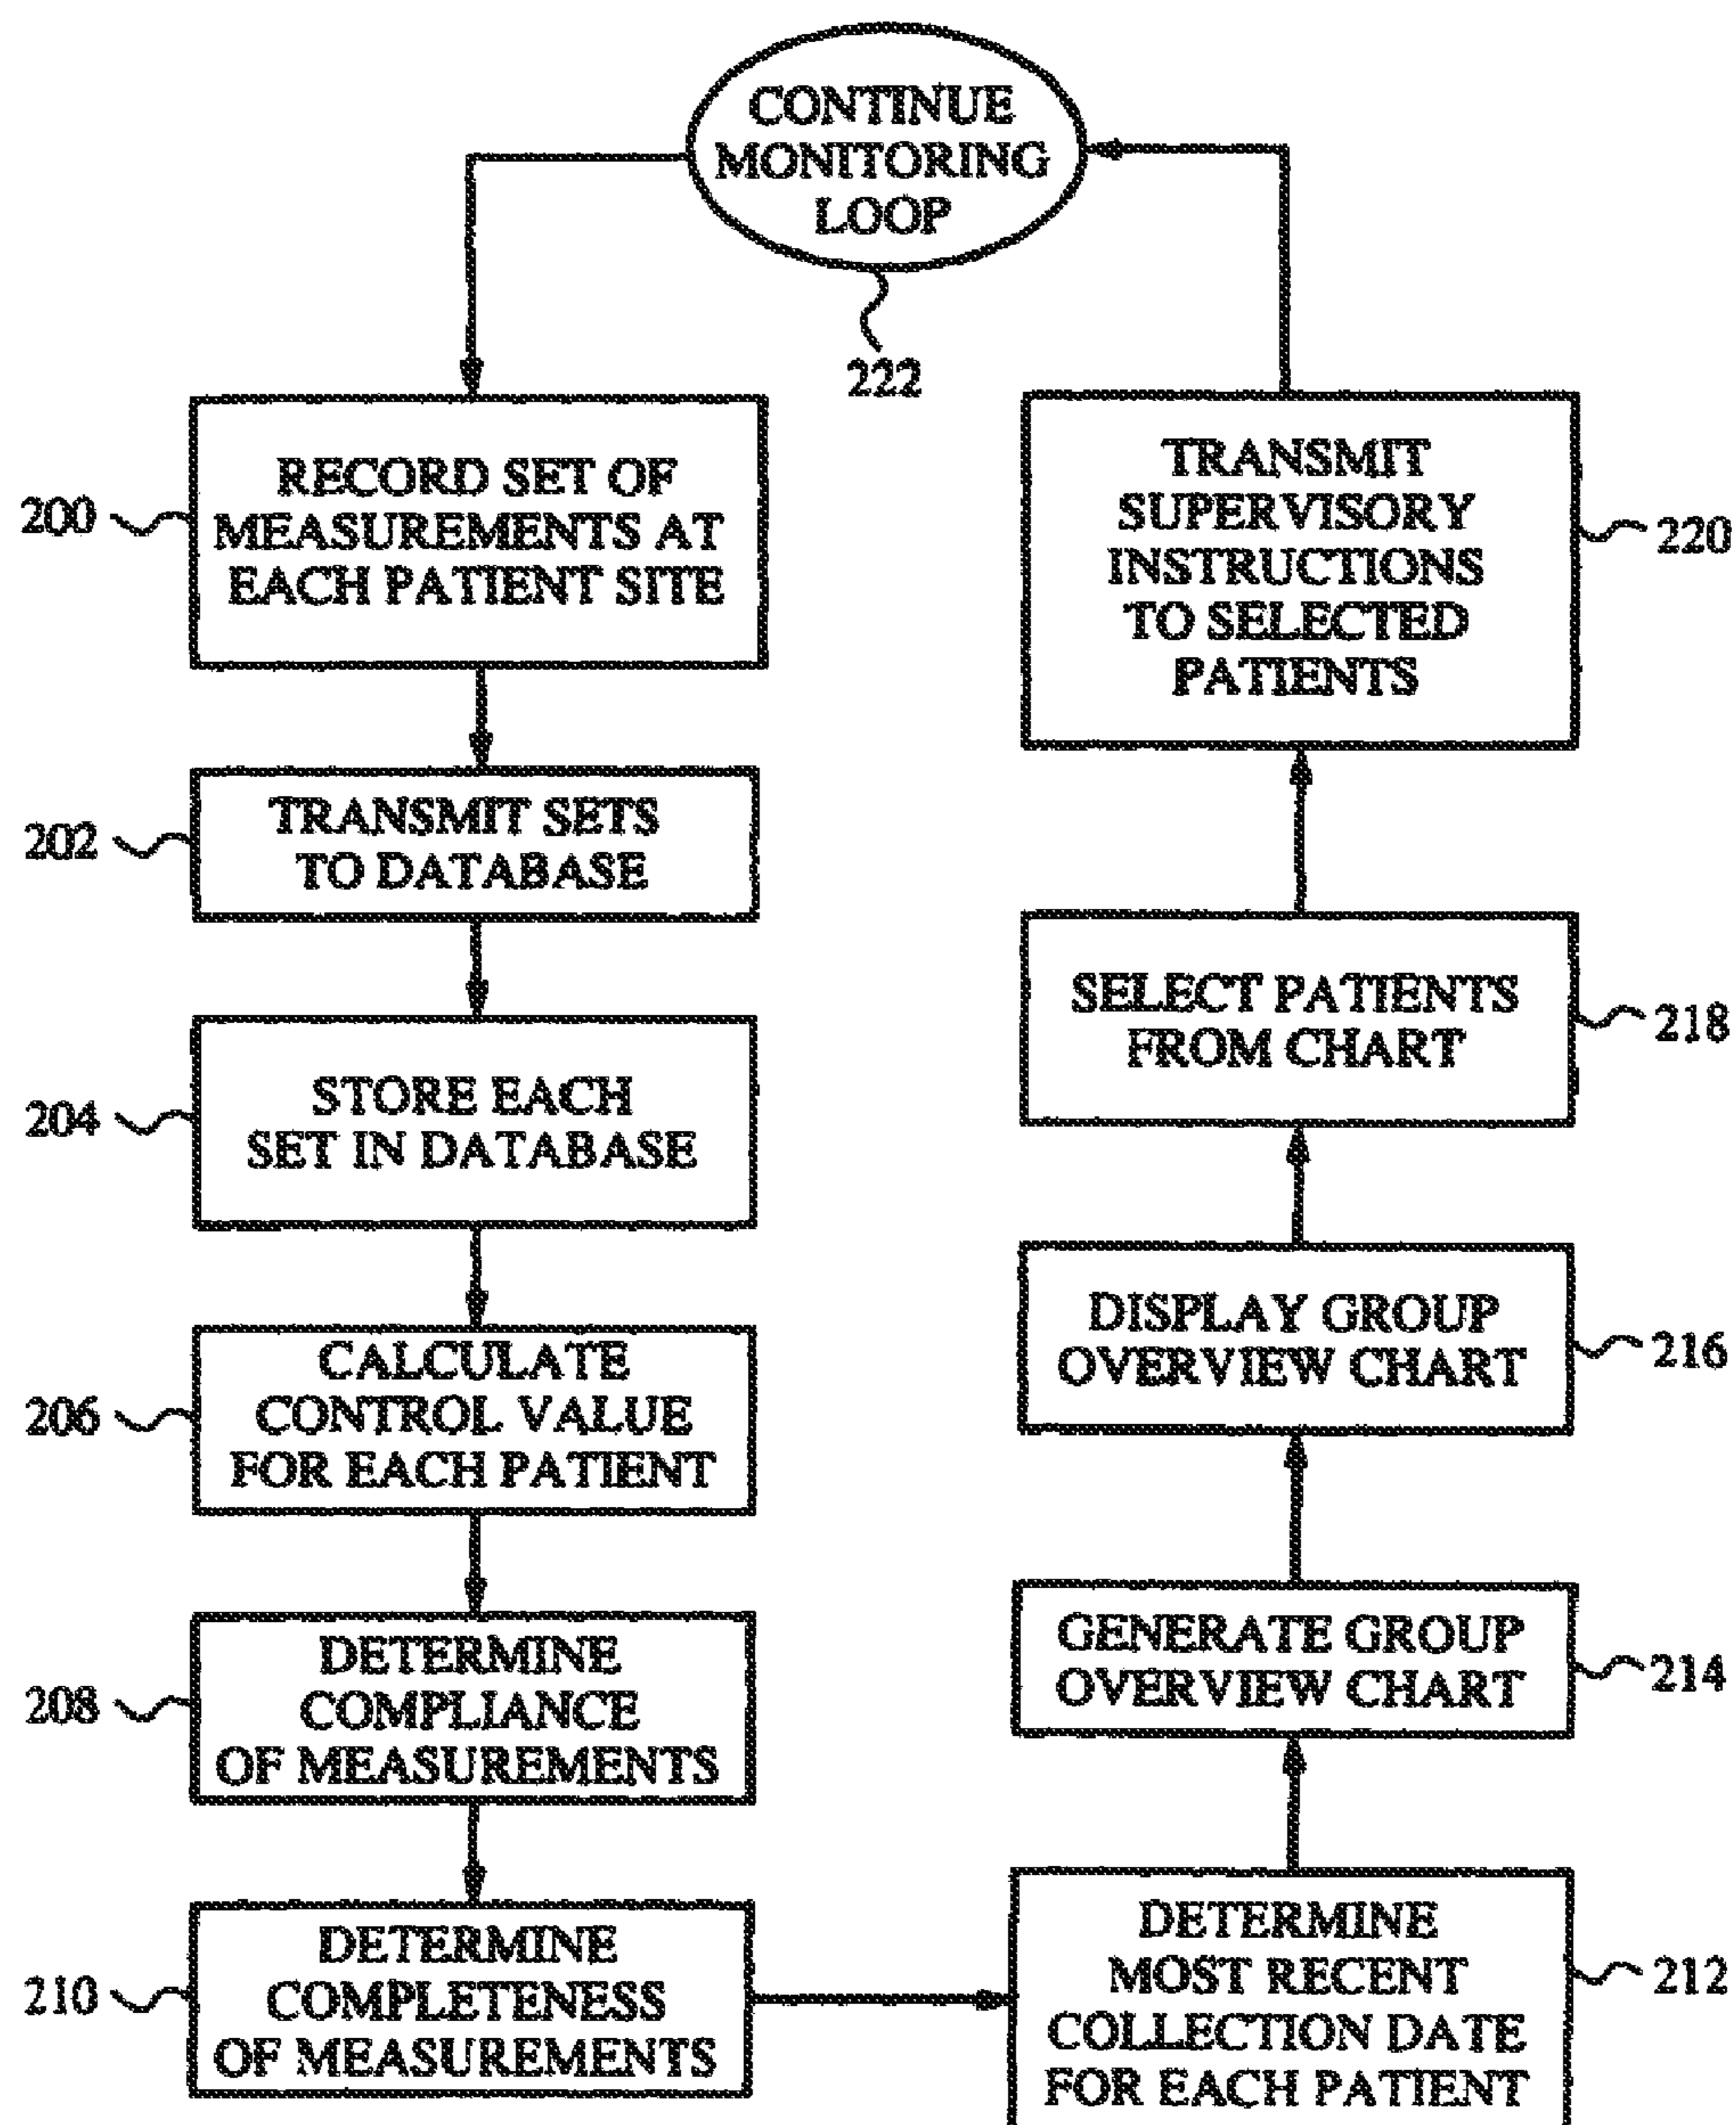 CONTINUE
MONITORING
LOOP
222
200
RECORD SET OF
MEASUREMENTS AT
EACH PATIENT SITE
202
TRANSMIT SETS
TO DATABASE
204
STORE EACH
SET IN DATABASE
206
CALCULATE
CONTROL VALUE
FOR EACH PATIENT
208
DETERMINE
COMPLIANCE
OF MEASUREMENTS
210
DETERMINE
COMPLETENESS
OF MEASUREMENTS
DETERMINE
MOST RECENT
COLLECTION DATE
FOR EACH PATIENT
212
GENERATE GROUP
OVERVIEW CHART
214
DISPLAY GROUP
OVERVIEW CHART
216
SELECT PATIENTS
FROM CHART
218
TRANSMIT
SUPERVISORY
INSTRUCTIONS
TO SELECTED
PATIENTS
220